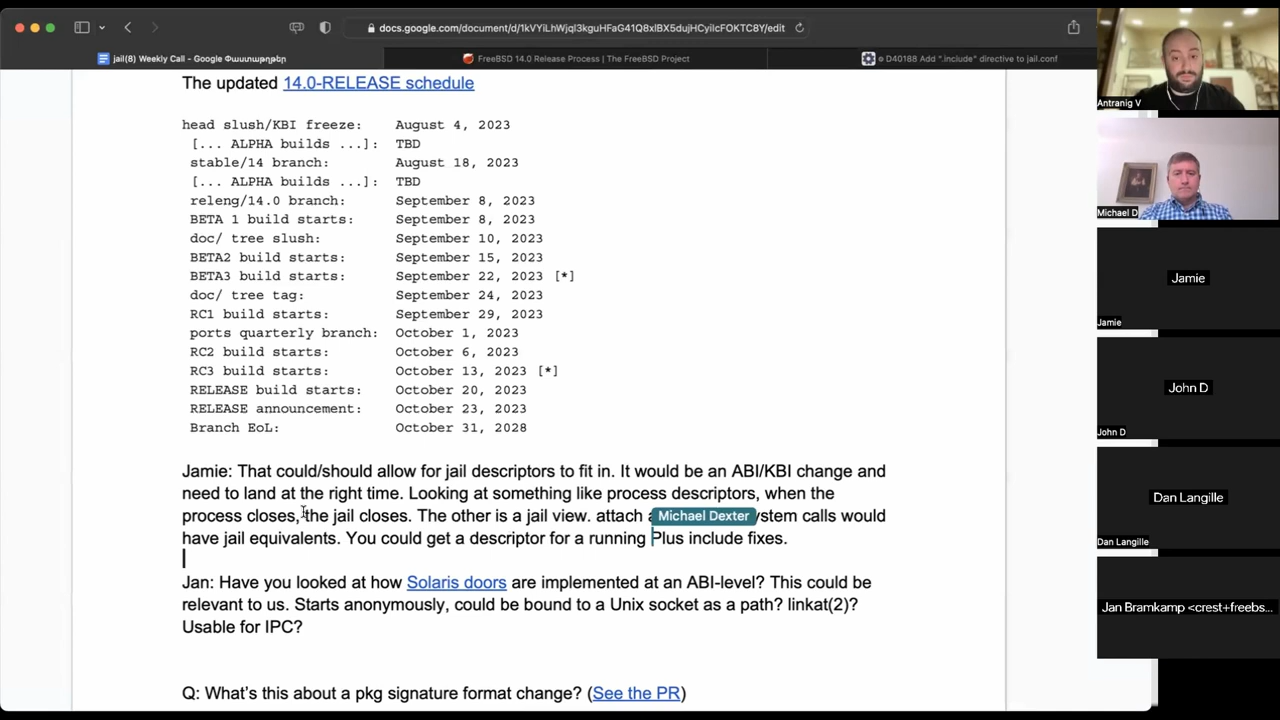 docs.google.com/document/d/1kVYiLhWjql3kguHFaG41Q8xlBX5dujHCyilcFOKTC8Y/edit
jail(8) Weekly Call - Google Փաստաթղթեր
FreeBSD 14.0 Release Process | The FreeBSD Project
D40188 Add ".include" directive to jail.conf
The updated 14.0-RELEASE schedule
head slush/KBI freeze: August 4, 2023
[... ALPHA builds ...]: TBD
stable/14 branch: August 18, 2023
[... ALPHA builds ...]: TBD
releng/14.0 branch: September 8, 2023
BETA 1 build starts: September 8, 2023
doc/ tree slush: September 10, 2023
BETA2 build starts: September 15, 2023
BETA3 build starts: September 22, 2023 [*]
doc/ tree tag: September 24, 2023
RC1 build starts: September 29, 2023
ports quarterly branch: October 1, 2023
RC2 build starts: October 6, 2023
RC3 build starts: October 13, 2023 [*]
RELEASE build starts: October 20, 2023
RELEASE announcement: October 23, 2023
Branch EoL: October 31, 2028
Jamie: That could/should allow for jail descriptors to fit in. It would be an ABI/KBI change and
need to land at the right time. Looking at something like process descriptors, when the
process closes, the jail closes. The other is a jail view. attach Michael Dexter ystem calls would
have jail equivalents. You could get a descriptor for a running Plus include fixes.
Jan: Have you looked at how Solaris doors are implemented at an ABI-level? This could be
relevant to us. Starts anonymously, could be bound to a Unix socket as a path? linkat(2)?
Usable for IPC?
Q: What's this about a pkg signature format change? (See the PR)
Antranig V
Michael D
Jamie
Jamie
John D
John D
Dan Langille
Dan Langille
Jan Bramkamp <crest+freebs...